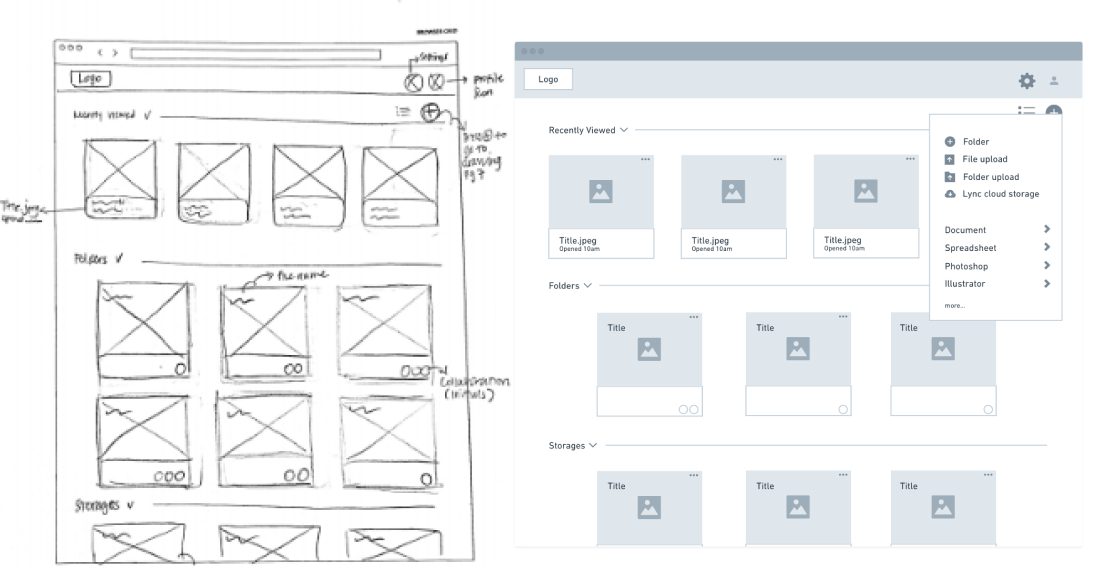 BROWSER GRID
Settings
Logo
profile
Icon
Recently viewed
press ⊕ to
go to
drawing
pg 7
Title.jpeg
Folders
file name
Collaboration
(initials)
Storages
Logo
Recently Viewed
Title.jpeg
Opened 10am
Title.jpeg
Opened 10am
Title.jpeg
Opened 10am
Folder
File upload
Folder upload
Lync cloud storage
Document
Spreadsheet
Photoshop
Illustrator
more...
Folders
Title
Title
Title
Storages
Title
Title
Title